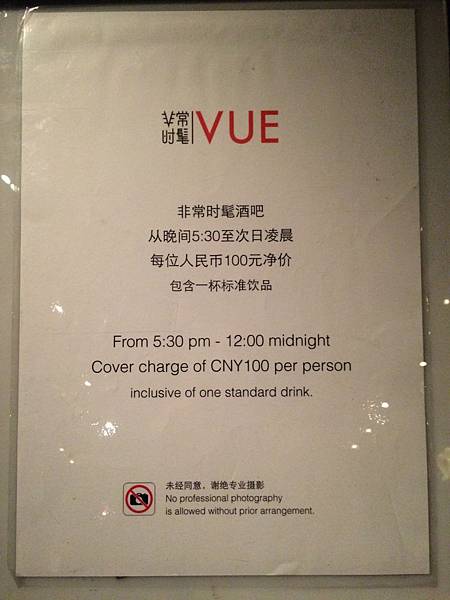 非常
时髦 VUE
非常时髦酒吧
从晚间5:30至次日凌晨
每位人民币100元净价
包含一杯标准饮品
From 5:30 pm - 12:00 midnight
Cover charge of CNY100 per person
inclusive of one standard drink.
未经同意，谢绝专业摄影
No professional photography
is allowed without prior arrangement.